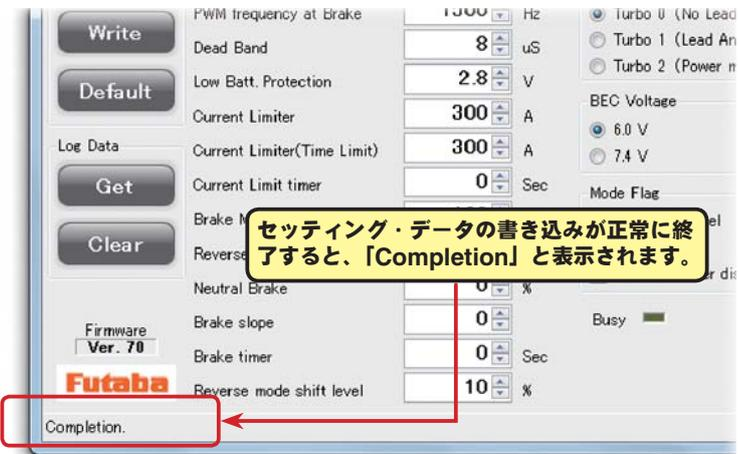 Write
PWM frequency at Brake
Hz
Turbo 0 (No Lead
Dead Band
8
uS
Turbo 1 (Lead An
Turbo 2 (Power m
Default
Low Batt. Protection
2.8
V
BEC Voltage
Current Limiter
300
A
6.0 V
Log Data
Current Limiter(Time Limit)
300
A
7.4 V
Get
Current Limit timer
0
Sec
Mode Flag
Brake
セッティング・データの書き込みが正常に終
了すると、「Completion」と表示されます。
Clear
Reverse
Neutral Brake
0
%
Brake slope
0
Busy
Firmware
Ver. 70
Brake timer
0
Sec
Futaba
Reverse mode shift level
10
%
Completion.